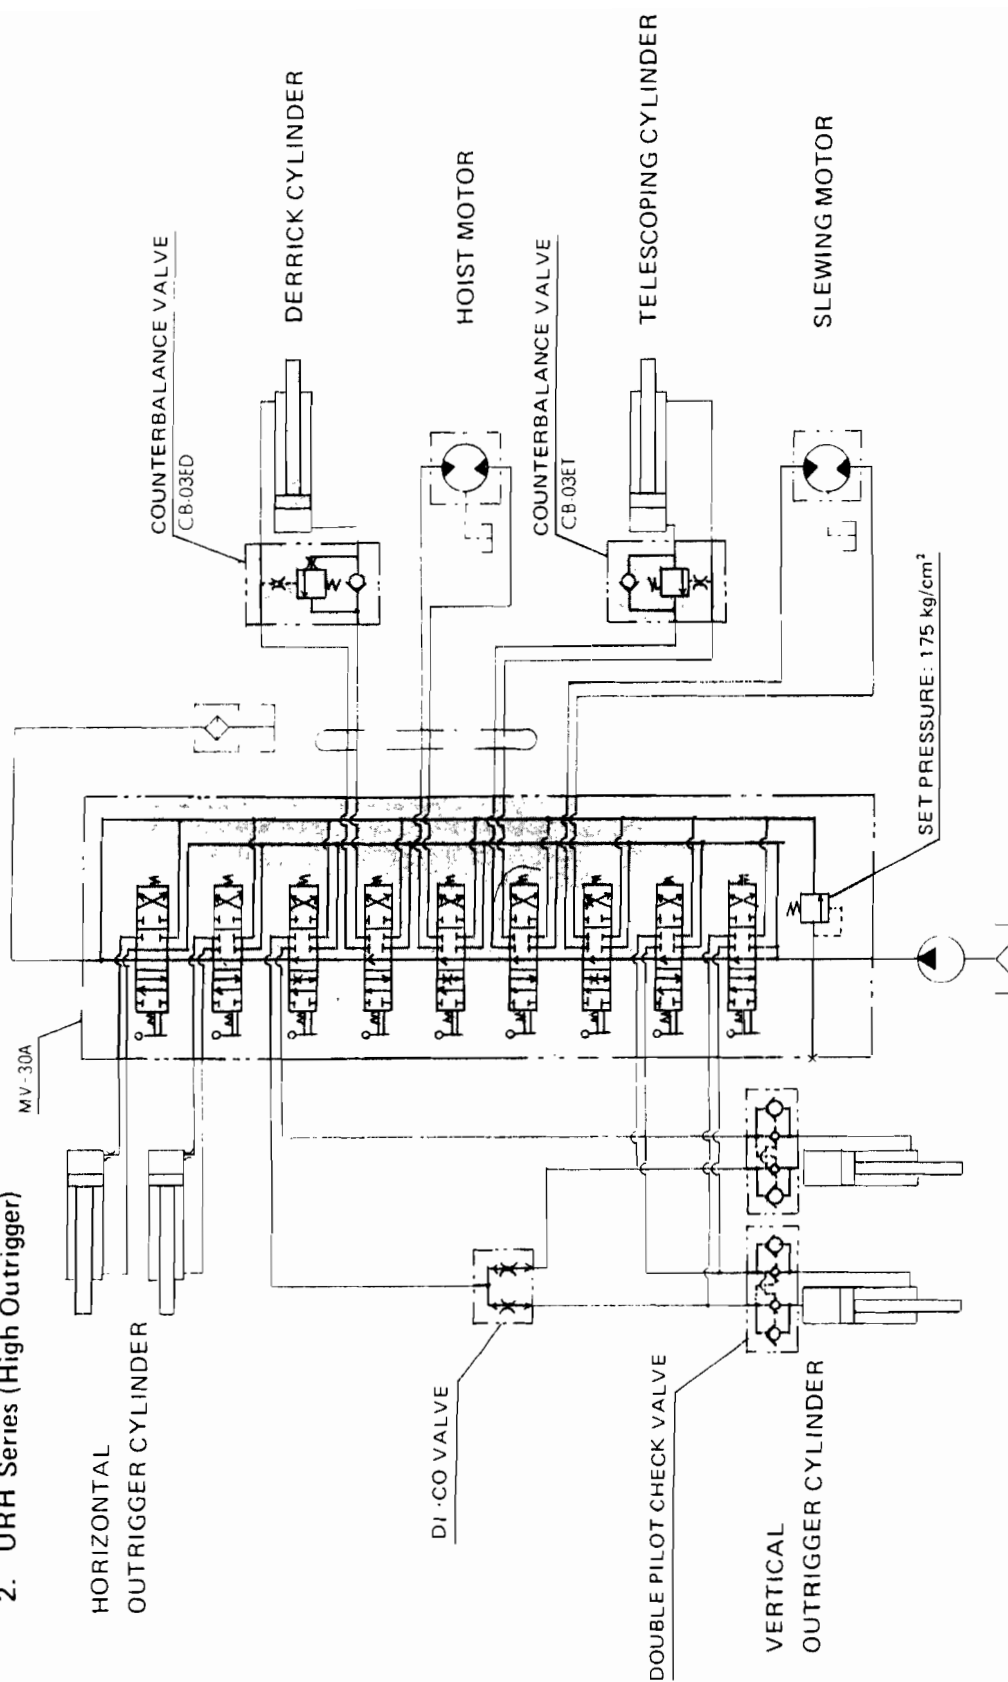 2. URA Series (High Outrigger)
HORIZONTAL
OUTRIGGER CYLINDER
MV-30A
COUNTERBALANCE VALVE
CB-03ED
DERRICK CYLINDER
HOIST MOTOR
DI·CO VALVE
COUNTERBALANCE VALVE
CB-03ET
TELESCOPING CYLINDER
DOUBLE PILOT CHECK VALVE
SLEWING MOTOR
VERTICAL
OUTRIGGER CYLINDER
SET PRESSURE: 175 kg/cm²